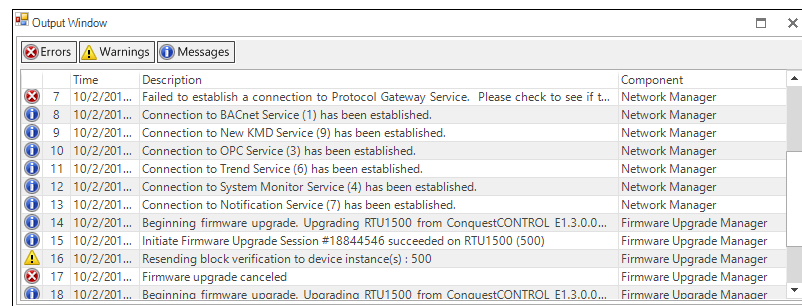 Output Window
Errors Warnings Messages
Time Description Component
7 10/2/201... Failed to establish a connection to Protocol Gateway Service.  Please check to see if t... Network Manager
8 10/2/201... Connection to BACnet Service (1) has been established. Network Manager
9 10/2/201... Connection to New KMD Service (9) has been established. Network Manager
10 10/2/201... Connection to OPC Service (3) has been established. Network Manager
11 10/2/201... Connection to Trend Service (6) has been established. Network Manager
12 10/2/201... Connection to System Monitor Service (4) has been established. Network Manager
13 10/2/201... Connection to Notification Service (7) has been established. Network Manager
14 10/2/201... Beginning firmware upgrade. Upgrading RTU1500 from ConquestCONTROL E1.3.0.0... Firmware Upgrade Manager
15 10/2/201... Initiate Firmware Upgrade Session #18844546 succeeded on RTU1500 (500) Firmware Upgrade Manager
16 10/2/201... Resending block verification to device instance(s) : 500 Firmware Upgrade Manager
17 10/2/201... Firmware upgrade canceled Firmware Upgrade Manager
18 10/2/201... Beginning firmware upgrade. Upgrading RTU1500 from ConquestCONTROL E1.3.0.0... Firmware Upgrade Manager